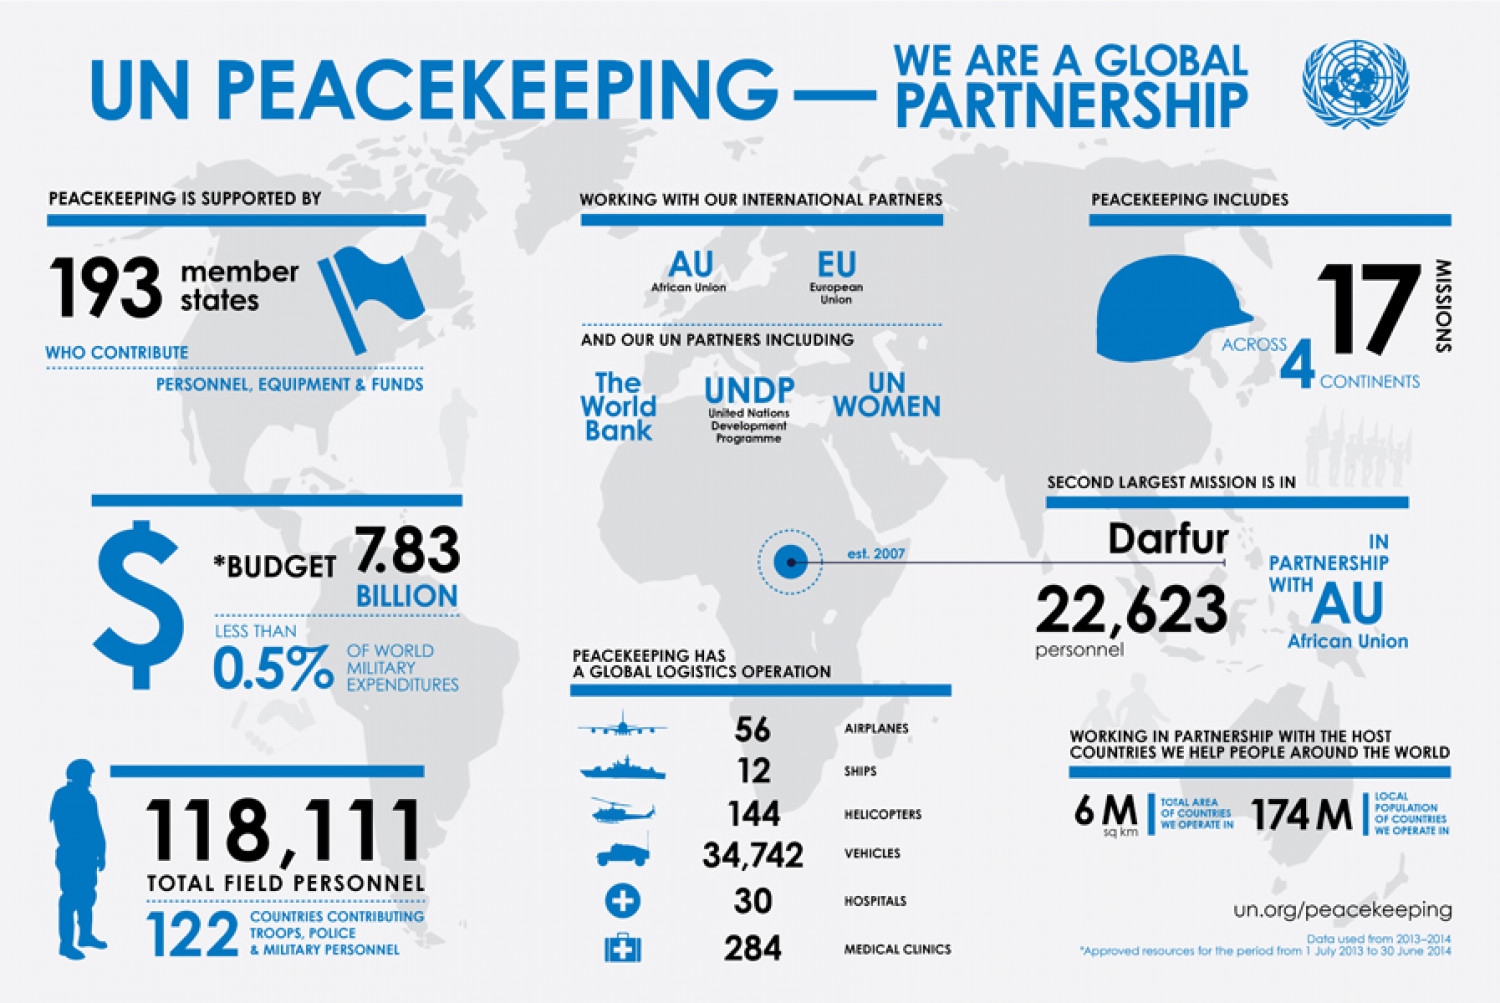 UN PEACEKEEPING —
WE ARE A GLOBAL
PARTNERSHIP
PEACEKEEPING IS SUPPORTED BY
193 member
states
WHO CONTRIBUTE
PERSONNEL, EQUIPMENT & FUNDS
$
*BUDGET 7.83
BILLION
LESS THAN
0.5%
OF WORLD
MILITARY
EXPENDITURES
118,111
TOTAL FIELD PERSONNEL
122
COUNTRIES CONTRIBUTING
TROOPS, POLICE
& MILITARY PERSONNEL
WORKING WITH OUR INTERNATIONAL PARTNERS
AU
African Union
EU
European
Union
AND OUR UN PARTNERS INCLUDING
The
World
Bank
UNDP
United Nations
Development
Programme
UN
WOMEN
est. 2007
PEACEKEEPING HAS
A GLOBAL LOGISTICS OPERATION
56 AIRPLANES
12 SHIPS
144 HELICOPTERS
34,742 VEHICLES
30 HOSPITALS
284 MEDICAL CLINICS
PEACEKEEPING INCLUDES
17 MISSIONS
ACROSS
4 CONTINENTS
SECOND LARGEST MISSION IS IN
Darfur
22,623
personnel
IN
PARTNERSHIP
WITH AU
African Union
WORKING IN PARTNERSHIP WITH THE HOST
COUNTRIES WE HELP PEOPLE AROUND THE WORLD
6 M
sq km
TOTAL AREA
OF COUNTRIES
WE OPERATE IN
174 M
LOCAL
POPULATION
OF COUNTRIES
WE OPERATE IN
un.org/peacekeeping
Data used from 2013–2014
*Approved resources for the period from 1 July 2013 to 30 June 2014